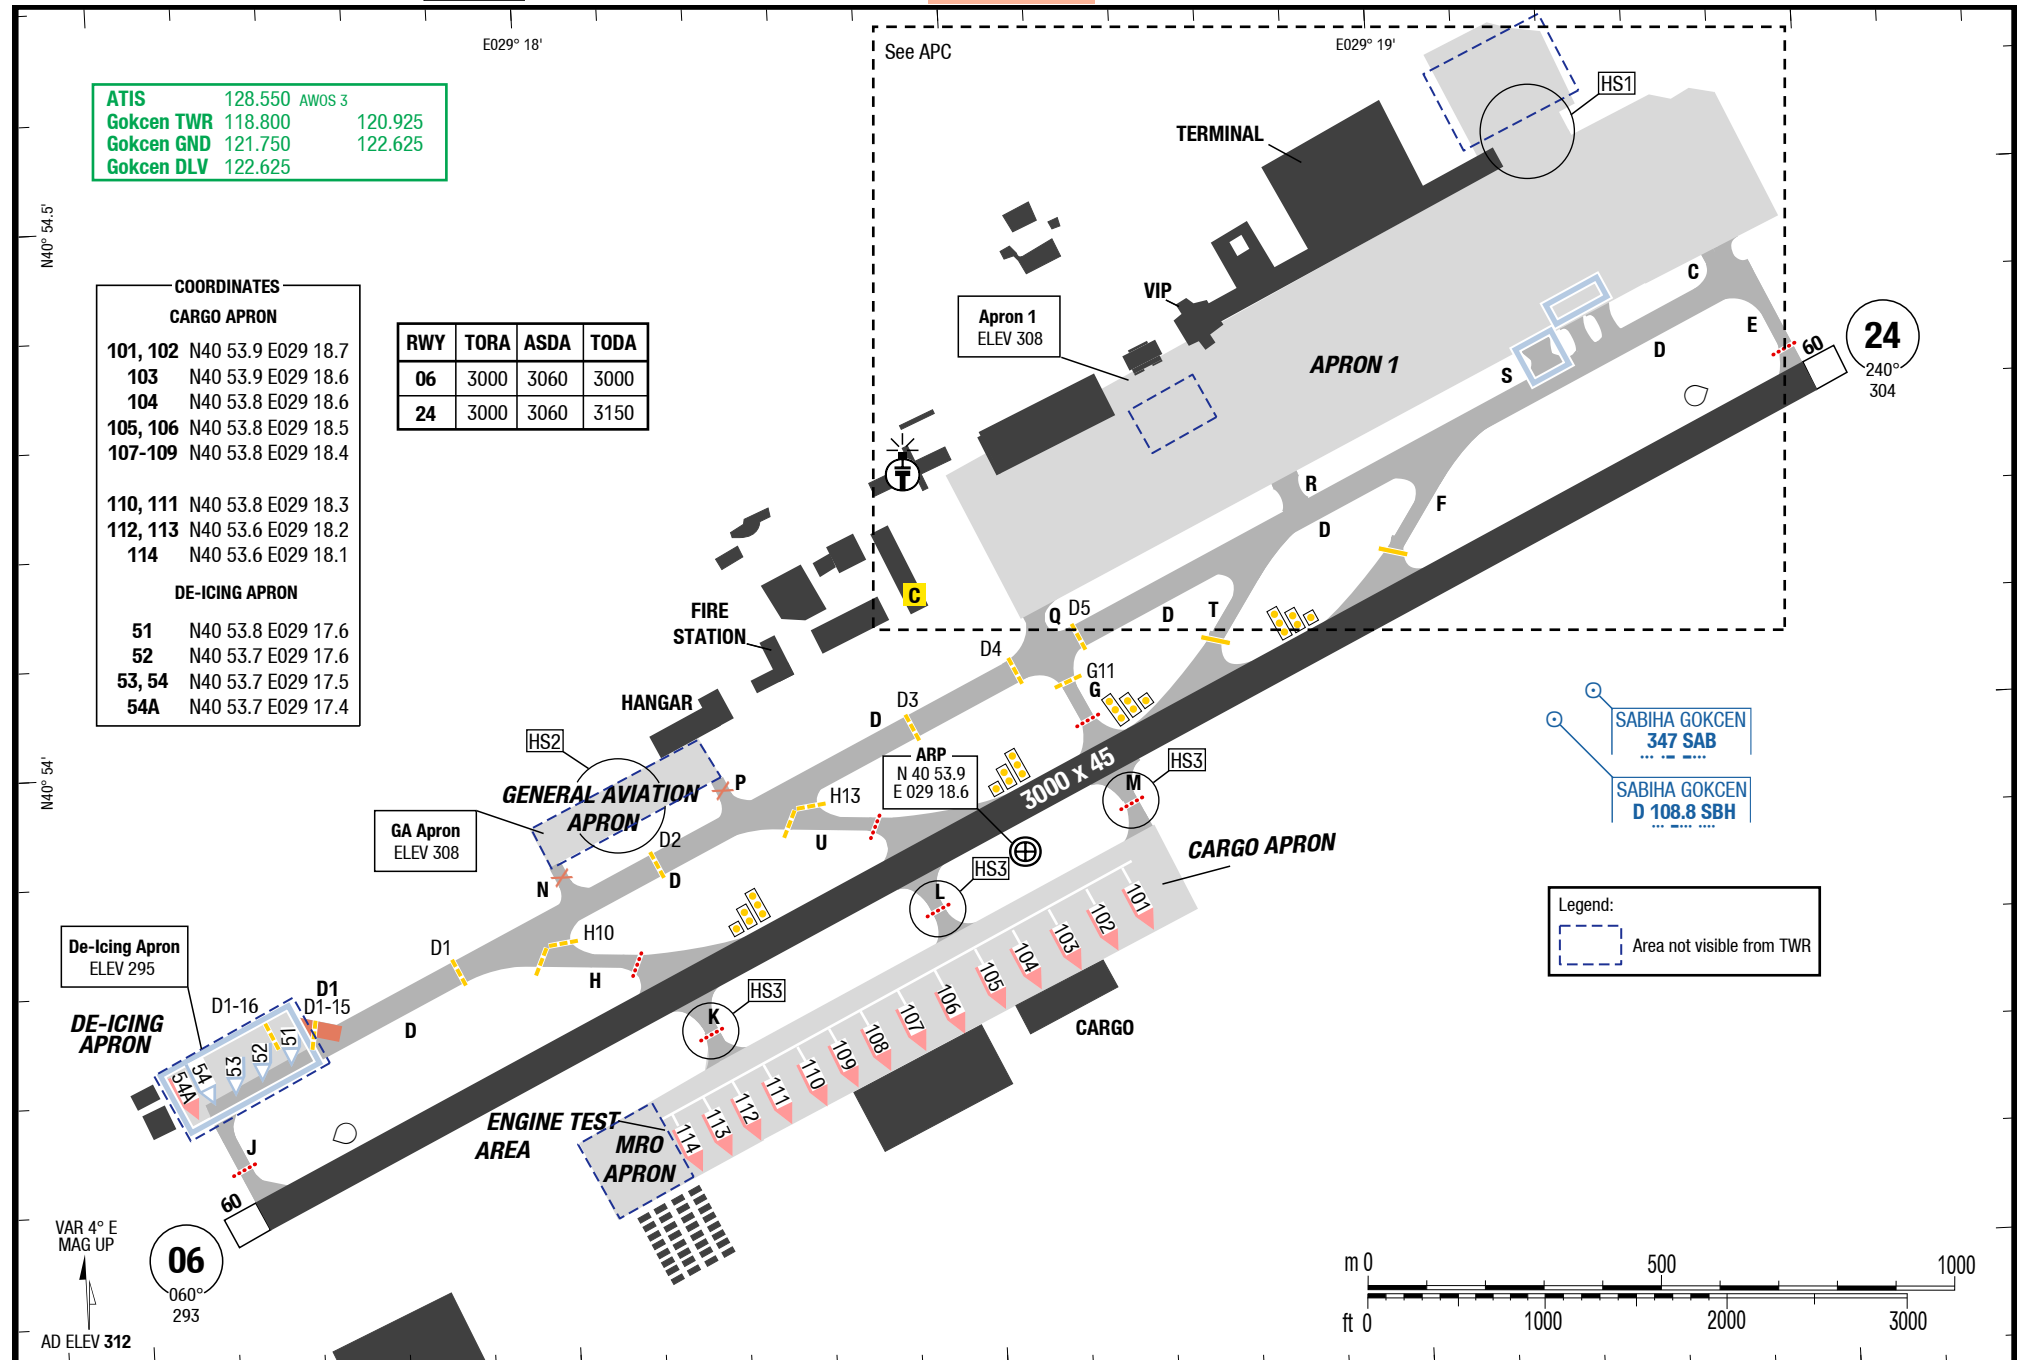 E029° 18'
E029° 19'
See APC
HS1
ATIS 128.550 AWOS 3
Gokcen TWR 118.800 120.925
Gokcen GND 121.750 122.625
Gokcen DLV 122.625
TERMINAL
N40° 54.5'
COORDINATES
CARGO APRON
101, 102 N40 53.9 E029 18.7
103 N40 53.9 E029 18.6
104 N40 53.8 E029 18.6
105, 106 N40 53.8 E029 18.5
107-109 N40 53.8 E029 18.4
110, 111 N40 53.8 E029 18.3
112, 113 N40 53.6 E029 18.2
114 N40 53.6 E029 18.1
DE-ICING APRON
51 N40 53.8 E029 17.6
52 N40 53.7 E029 17.6
53, 54 N40 53.7 E029 17.5
54A N40 53.7 E029 17.4
RWY TORA ASDA TODA
06 3000 3060 3000
24 3000 3060 3150
VIP
Apron 1
ELEV 308
APRON 1
C
E
D
S
60
24
240°
304
R
D
F
T
C
FIRE
STATION
Q
D5
D
T
D4
G11
G
HANGAR
D3
D
HS2
P
GENERAL AVIATION
APRON
GA Apron
ELEV 308
ARP
N 40 53.9
E 029 18.6
3000 x 45
HS3
M
H13
U
D2
D
N
N40° 54'
SABIHA GOKCEN
347 SAB
SABIHA GOKCEN
D 108.8 SBH
CARGO APRON
HS3
L
Legend:
Area not visible from TWR
De-Icing Apron
ELEV 295
D1
H10
H
D
HS3
K
DE-ICING
APRON
D1-16
D1
D1-15
51
52
53
54
54A
101
102
103
104
105
106
107
108
109
110
111
112
113
114
CARGO
ENGINE TEST
AREA
MRO
APRON
J
60
06
060°
293
VAR 4° E
MAG UP
AD ELEV 312
m 0 500 1000
ft 0 1000 2000 3000